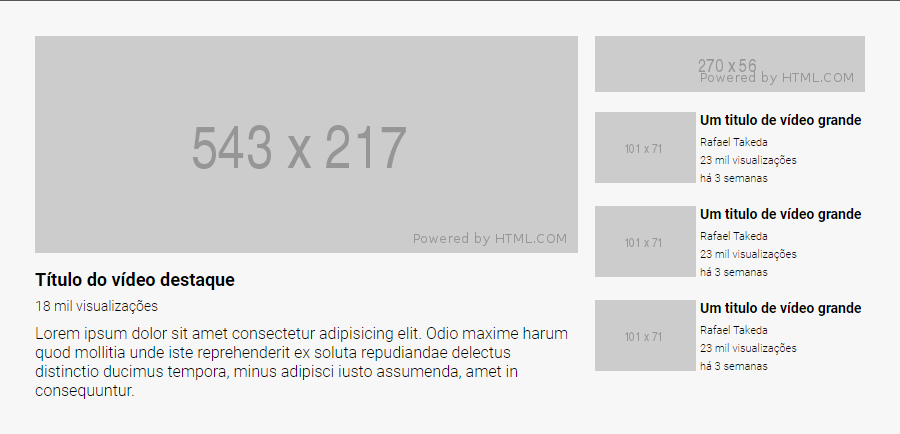 543 x 217
Powered by HTML.COM
Título do vídeo destaque
18 mil visualizações
Lorem ipsum dolor sit amet consectetur adipisicing elit. Odio maxime harum
quod mollitia unde iste reprehenderit ex soluta repudiandae delectus
distinctio ducimus tempora, minus adipisci iusto assumenda, amet in
consequuntur.
270 x 56
Powered by HTML.COM
101 x 71
Um titulo de vídeo grande
Rafael Takeda
23 mil visualizações
há 3 semanas
101 x 71
Um titulo de vídeo grande
Rafael Takeda
23 mil visualizações
há 3 semanas
101 x 71
Um titulo de vídeo grande
Rafael Takeda
23 mil visualizações
há 3 semanas